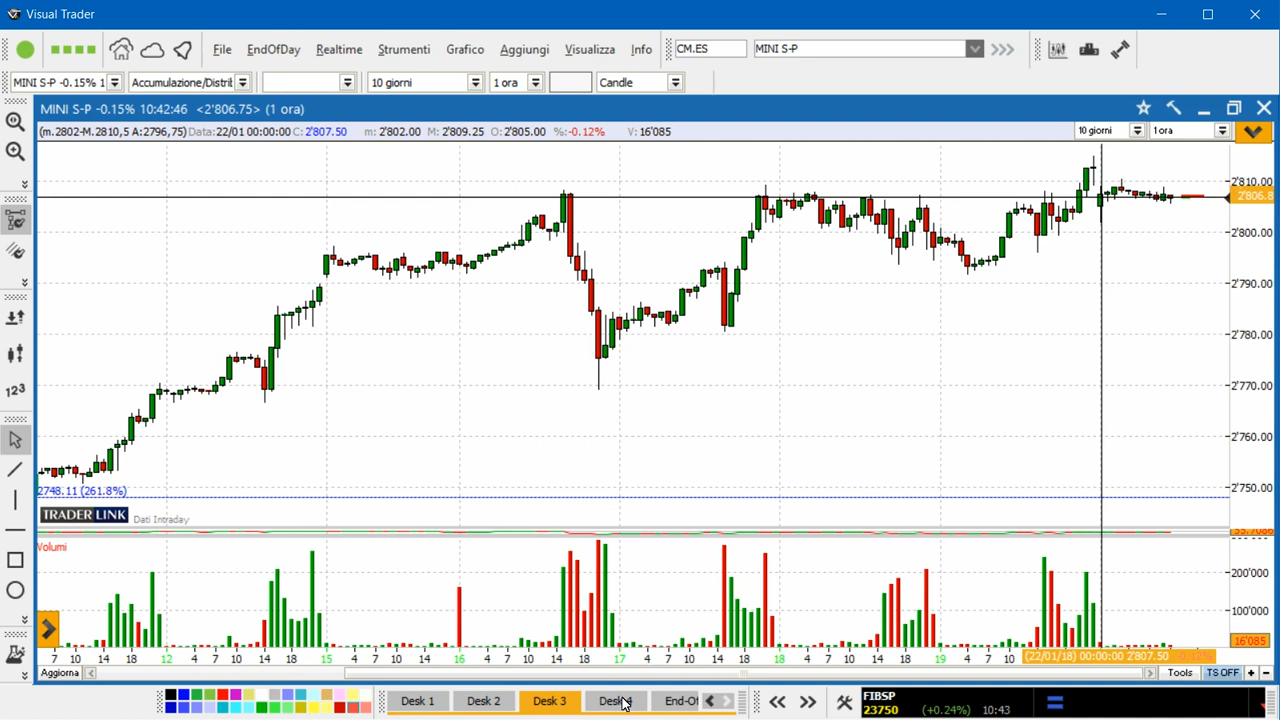 Visual Trader
File EndOfDay Realtime Strumenti Grafico Aggiungi Visualizza Info CM.ES MINI S-P
MINI S-P -0.15% 1 Accumulazione/Distrib 10 giorni 1 ora Candle
MINI S-P -0.15% 10:42:46 <2'806.75> (1 ora)
(m.2802-M.2810,5 A:2796,75) Data:22/01 00:00:00 C: 2'807.50 m: 2'802.00 M: 2'809.25 O: 2'805.00 %:-0.12% V: 16'085 10 giorni 1 ora
2'810.00
2'806.8
2'800.00
2'790.00
2'780.00
2'770.00
2'760.00
2'750.00
2748.11 (261.8%)
TRADER LINK Dati Intraday
Volumi
200'000
100'000
16'085
7 10 14 18 12 4 7 10 14 18 15 4 7 10 14 18 16 4 7 10 14 18 17 4 7 10 14 18 18 4 7 10 14 18 19 4 7 10 (22/01/18) 00:00:00 2'807.50
Aggiorna Tools TS OFF
123
Desk 1 Desk 2 Desk 3 Desk 4 End-Of
FIBSP
23750 (+0.24%) 10:43